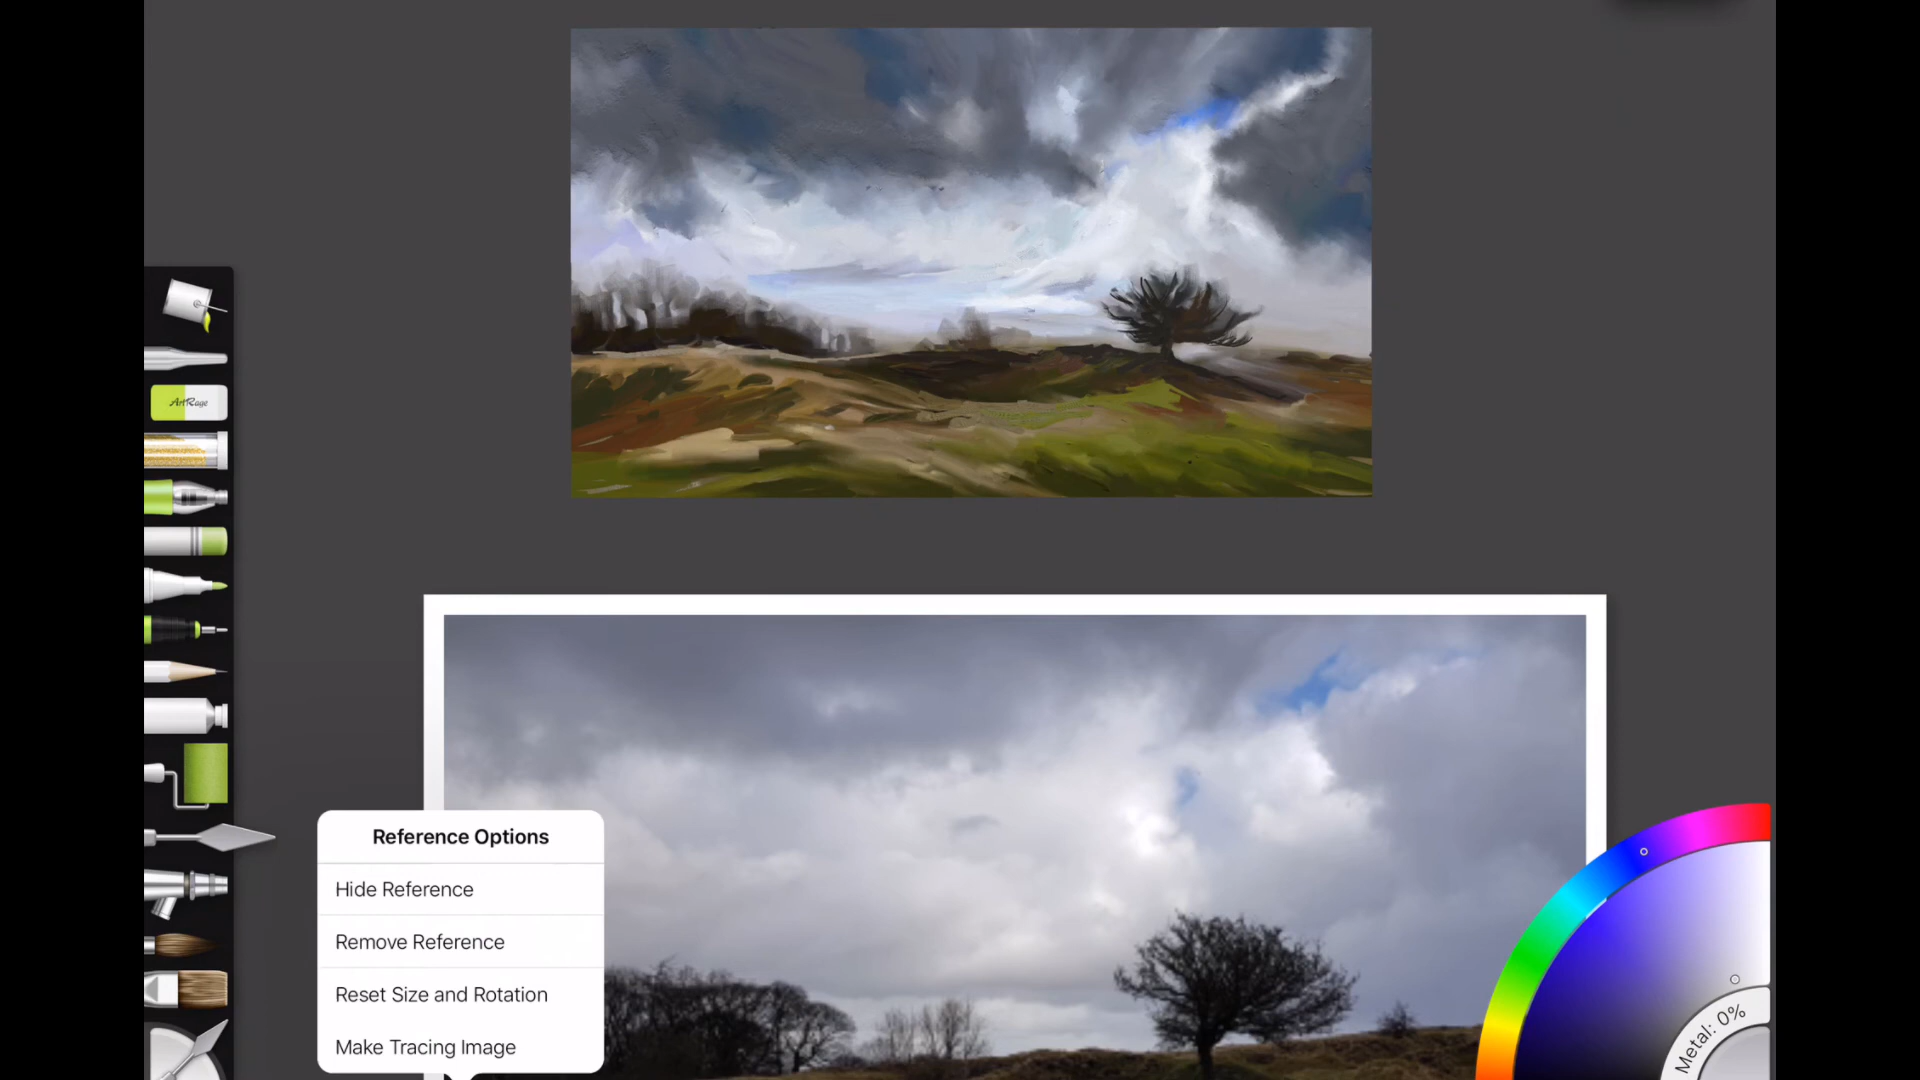 ArtRage
Reference Options
Hide Reference
Remove Reference
Reset Size and Rotation
Make Tracing Image
Metal: 0%